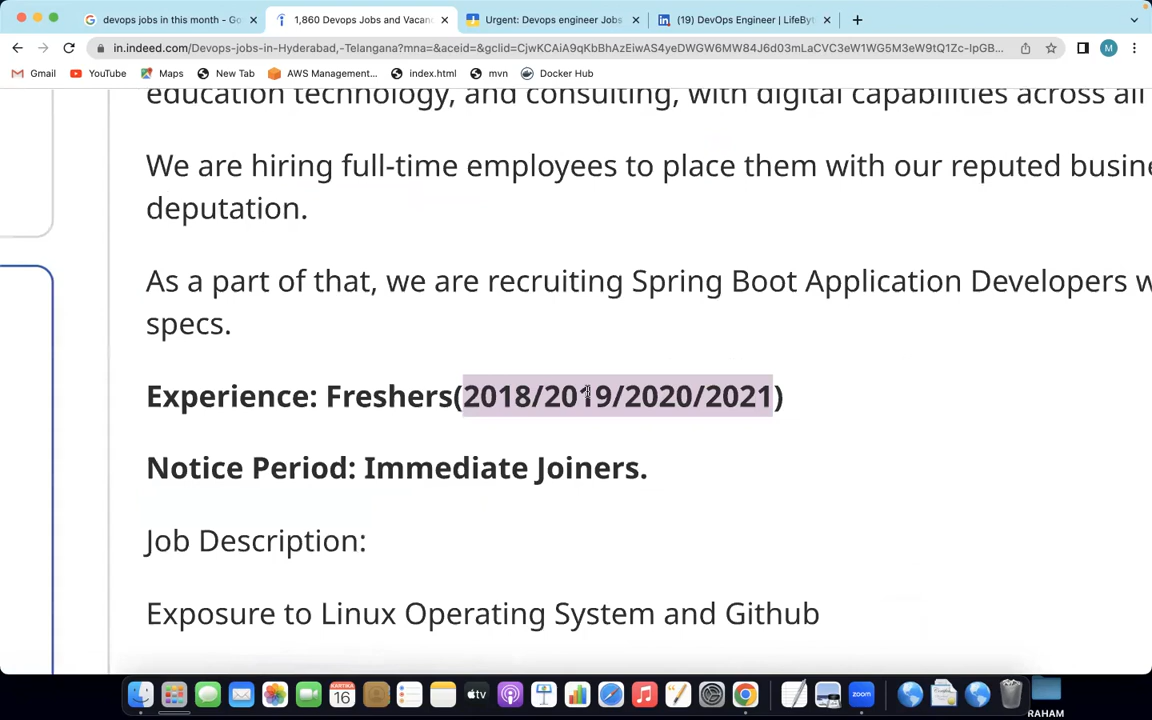 devops jobs in this month - Go
1,860 Devops Jobs and Vacanc
Urgent: Devops engineer Jobs
(19) DevOps Engineer | LifeByt
in.indeed.com/Devops-jobs-in-Hyderabad,-Telangana?mna=&aceid=&gclid=CjwKCAiA9qKbBhAzEiwAS4yeDWGW6MW84J6d03mLaCVC3eW1WG5M3eW9tQ1Zc-IpGB...
M
Gmail
YouTube
Maps
New Tab
AWS Management...
index.html
mvn
Docker Hub
education technology, and consulting, with digital capabilities across all
We are hiring full-time employees to place them with our reputed busine
deputation.
As a part of that, we are recruiting Spring Boot Application Developers w
specs.
Experience: Freshers(2018/2019/2020/2021)
Notice Period: Immediate Joiners.
Job Description:
Exposure to Linux Operating System and Github
16
tv
zoom
RAHAM